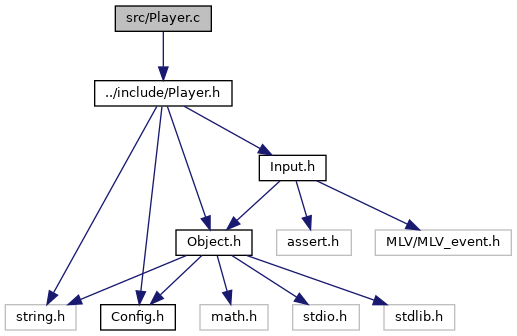 src/Player.c
../include/Player.h
Input.h
Object.h
assert.h
MLV/MLV_event.h
string.h
Config.h
math.h
stdio.h
stdlib.h